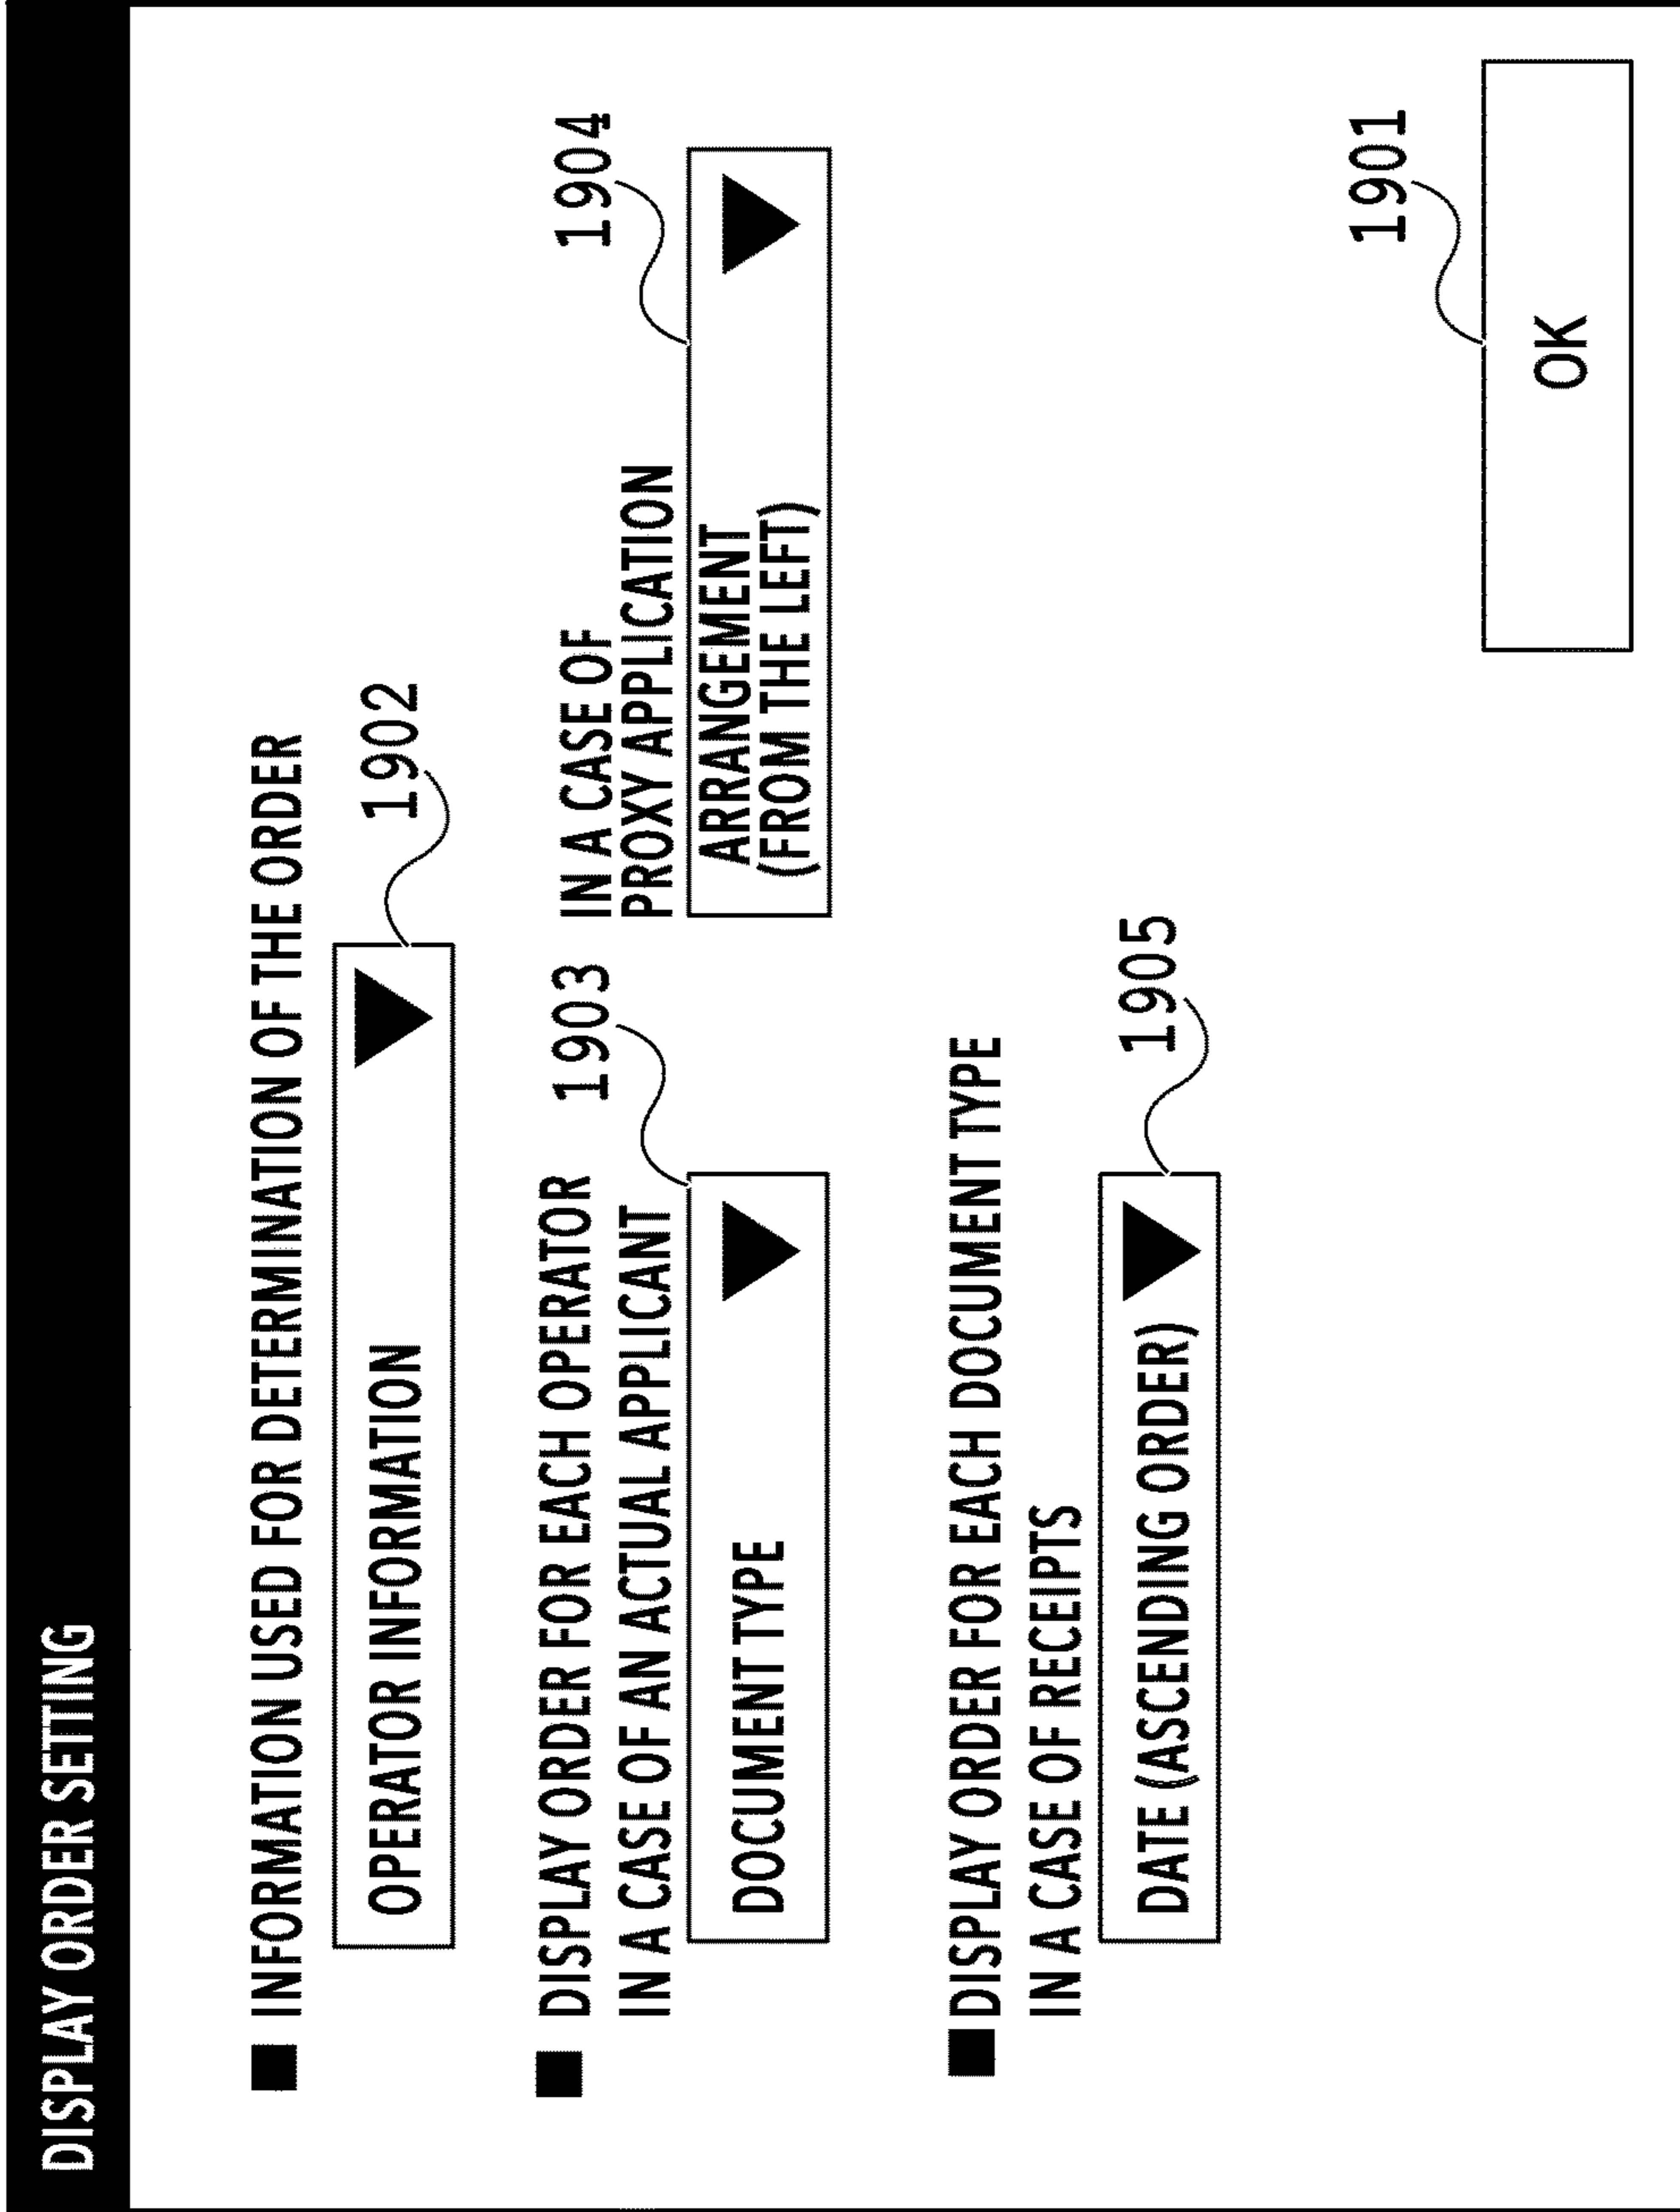 DISPLAY ORDER SETTING
■ INFORMATION USED FOR DETERMINATION OF THE ORDER
1902
OPERATOR INFORMATION ▼
■ DISPLAY ORDER FOR EACH OPERATOR
IN A CASE OF AN ACTUAL APPLICANT
1903
DOCUMENT TYPE ▼
IN A CASE OF
PROXY APPLICATION
1904
ARRANGEMENT
(FROM THE LEFT) ▼
■ DISPLAY ORDER FOR EACH DOCUMENT TYPE
IN A CASE OF RECEIPTS
1905
DATE (ASCENDING ORDER) ▼
1901
OK